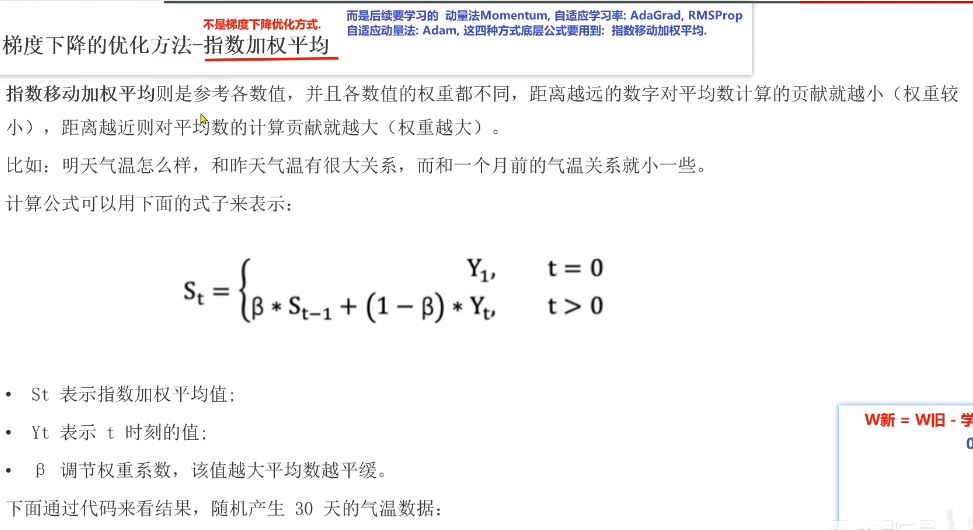 不是梯度下降优化方式.
而是后续要学习的 动量法Momentum, 自适应学习率: AdaGrad, RMSProp
自适应动量法: Adam, 这四种方式底层公式要用到: 指数移动加权平均.
梯度下降的优化方法-指数加权平均
指数移动加权平均则是参考各数值，并且各数值的权重都不同，距离越远的数字对平均数计算的贡献就越小（权重较
小），距离越近则对平均数的计算贡献就越大（权重越大）。
比如：明天气温怎么样，和昨天气温有很大关系，而和一个月前的气温关系就小一些。
计算公式可以用下面的式子来表示：
Y₁, t = 0
Sₜ = {
β * Sₜ₋₁ + (1 − β) * Yₜ, t > 0
• St 表示指数加权平均值;
• Yt 表示 t 时刻的值;
• β 调节权重系数，该值越大平均数越平缓。
W新 = W旧 - 学
下面通过代码来看结果，随机产生 30 天的气温数据：